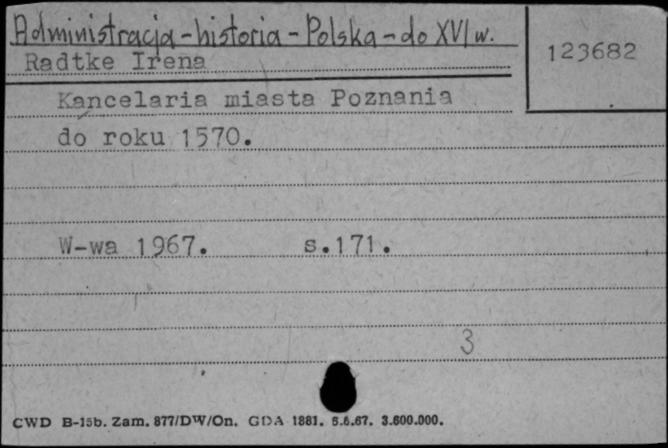 Administracja - historia - Polska - do XVI w.
123682
Radtke Irena
Kancelaria miasta Poznania
do roku 1570.
W-wa 1967. s.171.
3
CWD B-15b. Zam. 877/DW/On. GDA 1881. 5.6.67. 3.600.000.